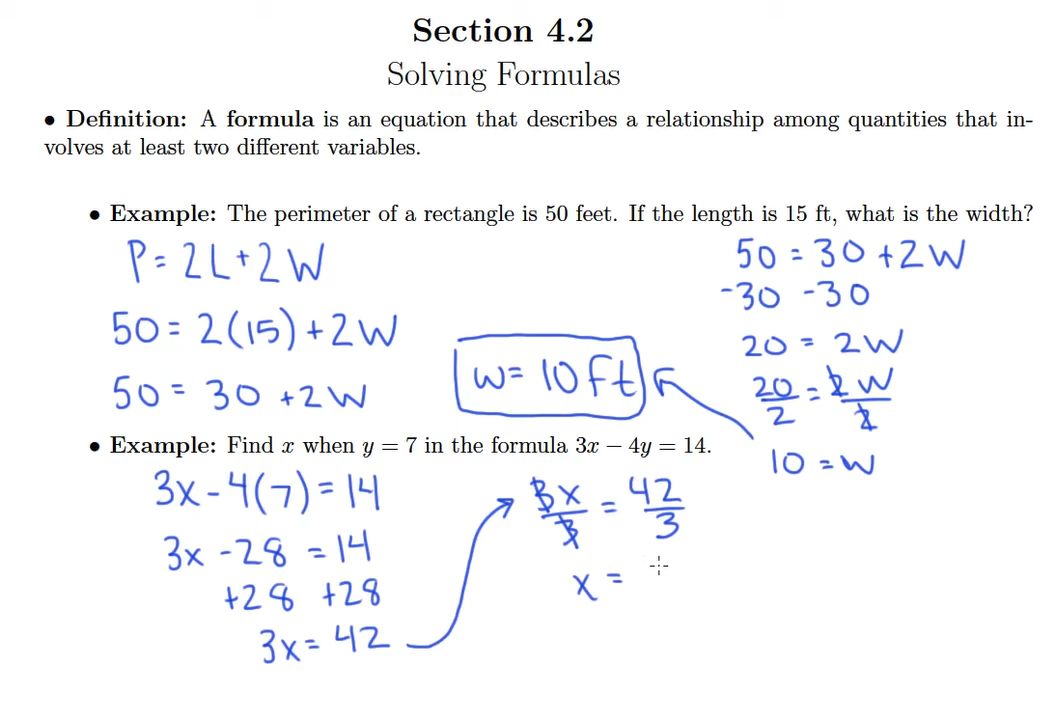 Section 4.2
Solving Formulas
• Definition: A formula is an equation that describes a relationship among quantities that in-
volves at least two different variables.
• Example: The perimeter of a rectangle is 50 feet. If the length is 15 ft, what is the width?
P = 2L + 2W
50 = 2(15) + 2W
50 = 30 + 2W
50 = 30 + 2W
-30 -30
20 = 2W
20/2 = 2W/2
10 = W
W = 10 ft
• Example: Find x when y = 7 in the formula 3x − 4y = 14.
3x - 4(7) = 14
3x - 28 = 14
+28 +28
3x = 42
3x/3 = 42/3
x =